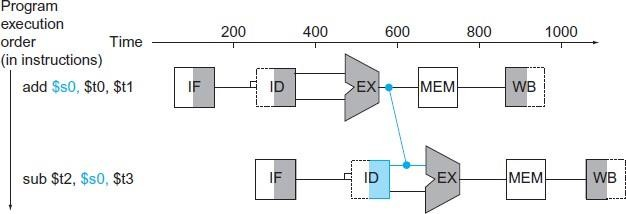 Program
execution
order
(in instructions)
Time
200 400 600 800 1000
add $s0, $t0, $t1
IF ID EX MEM WB
sub $t2, $s0, $t3
IF ID EX MEM WB